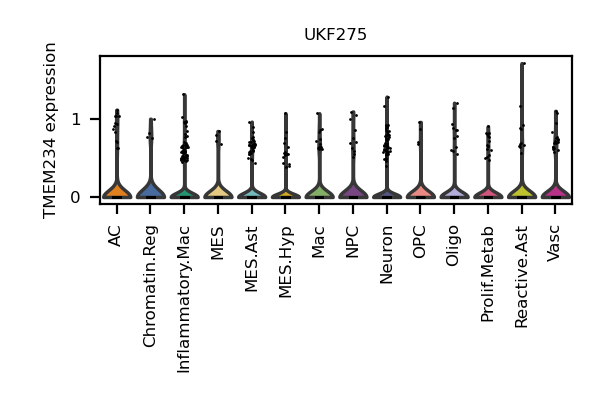 UKF275
TMEM234 expression
1
0
AC
Chromatin.Reg
Inflammatory.Mac
MES
MES.Ast
MES.Hyp
Mac
NPC
Neuron
OPC
Oligo
Prolif.Metab
Reactive.Ast
Vasc